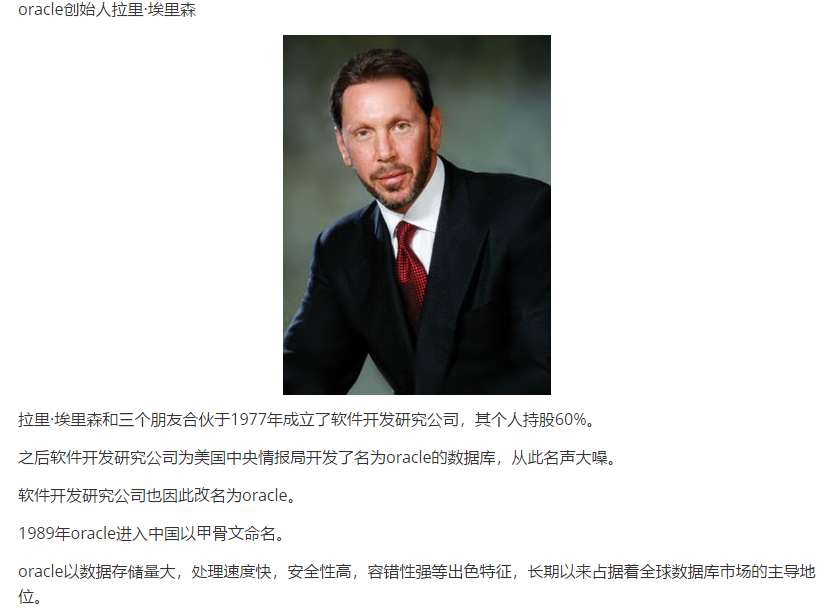 oracle创始人拉里·埃里森
拉里·埃里森和三个朋友合伙于1977年成立了软件开发研究公司，其个人持股60%。
之后软件开发研究公司为美国中央情报局开发了名为oracle的数据库，从此名声大噪。
软件开发研究公司也因此改名为oracle。
1989年oracle进入中国以甲骨文命名。
oracle以数据存储量大，处理速度快，安全性高，容错性强等出色特征，长期以来占据着全球数据库市场的主导地
位。